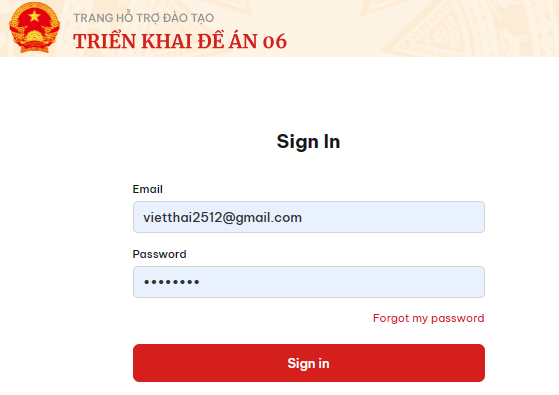 TRANG HỖ TRỢ ĐÀO TẠO
TRIỂN KHAI ĐỀ ÁN 06
Sign In
Email
vietthai2512@gmail.com
Password
••••••••
Forgot my password
Sign in